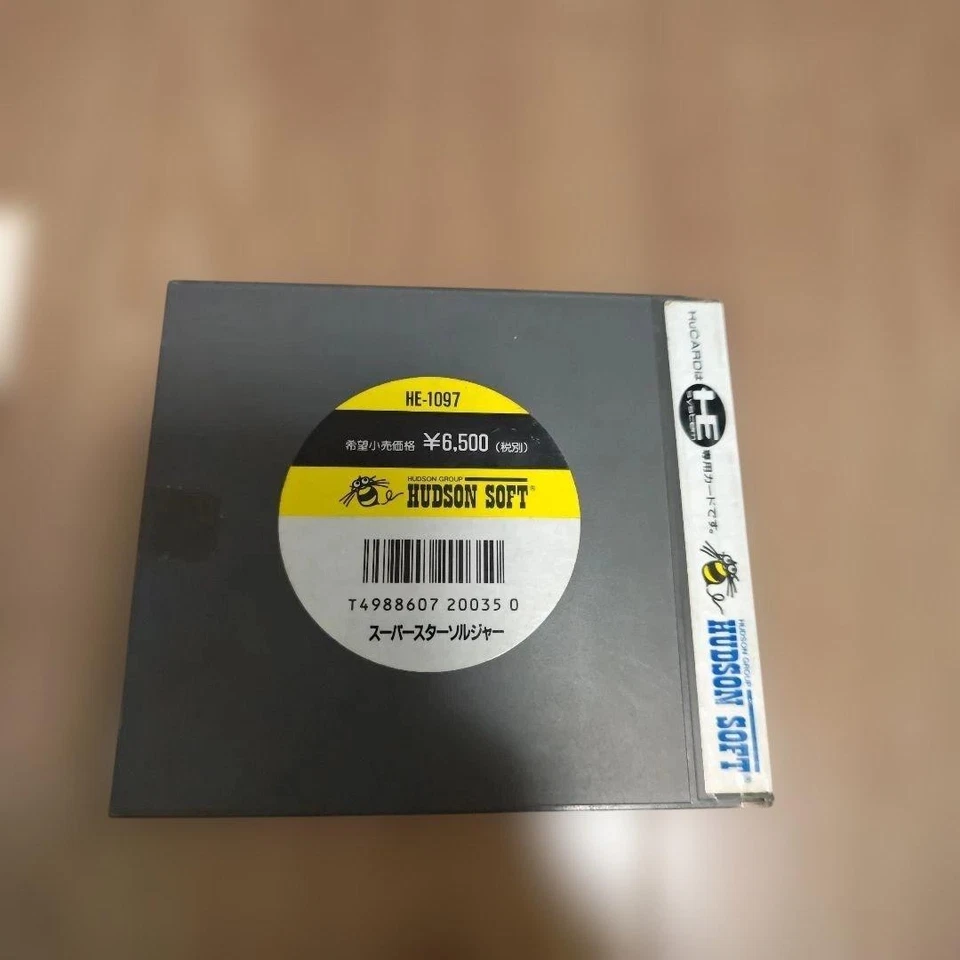 HE-1097
希望小売価格 ¥6,500 (税別)
HUDSON GROUP
HUDSON SOFT®
T4988607 20035 0
スーパースターソルジャー
HuCARDは HE system 専用カードです。
HUDSON GROUP
HUDSON SOFT®